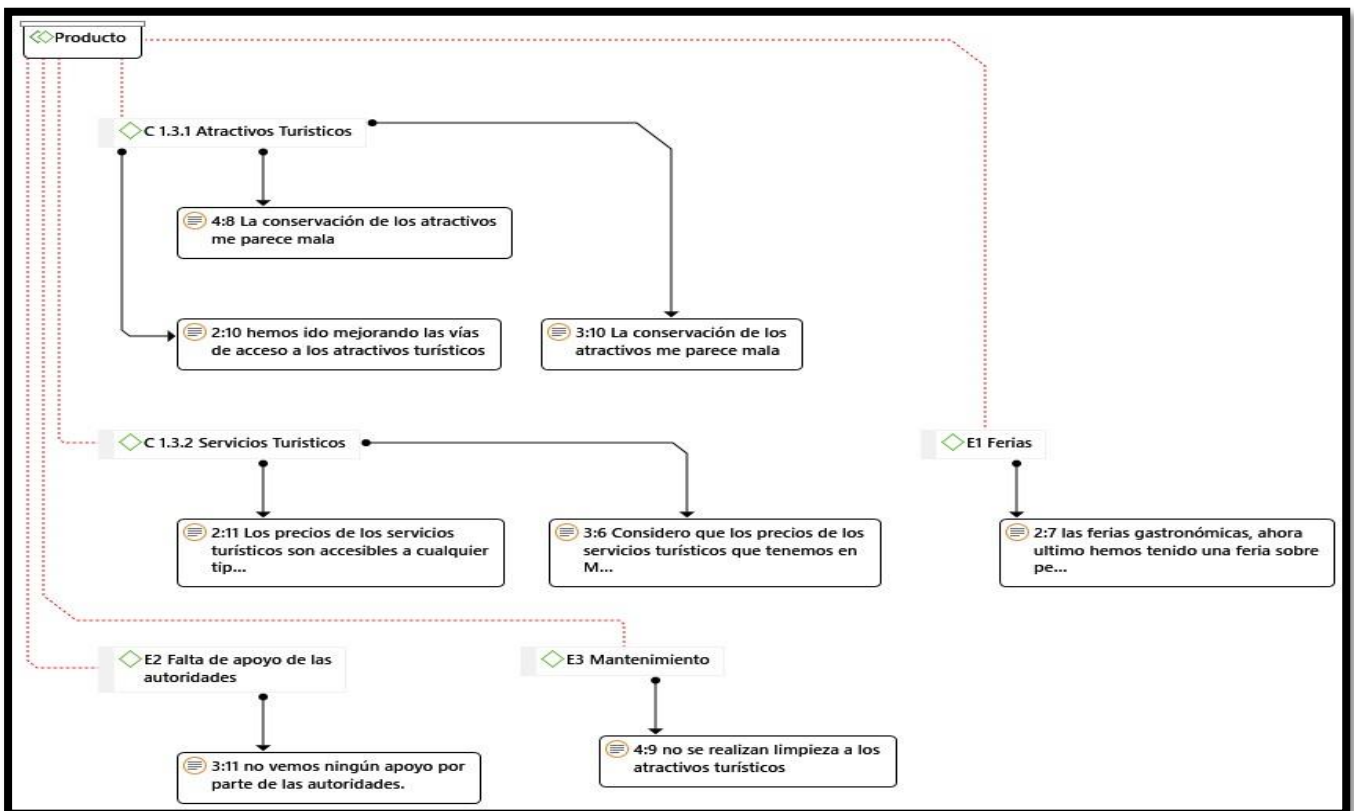 Producto
C 1.3.1 Atractivos Turisticos
4:8 La conservación de los atractivos
me parece mala
2:10 hemos ido mejorando las vías
de acceso a los atractivos turísticos
3:10 La conservación de los
atractivos me parece mala
C 1.3.2 Servicios Turisticos
E1 Ferias
2:11 Los precios de los servicios
turísticos son accesibles a cualquier
tip...
3:6 Considero que los precios de los
servicios turísticos que tenemos en
M...
2:7 las ferias gastronómicas, ahora
ultimo hemos tenido una feria sobre
pe...
E2 Falta de apoyo de las
autoridades
E3 Mantenimiento
3:11 no vemos ningún apoyo por
parte de las autoridades.
4:9 no se realizan limpieza a los
atractivos turísticos